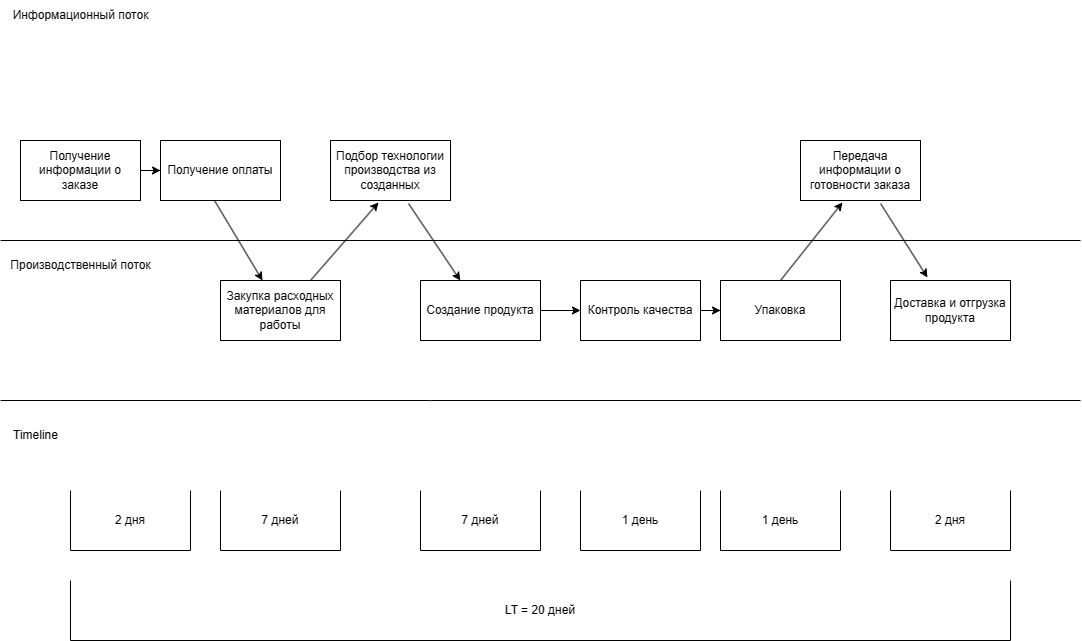 Информационный поток
Получение
информации о
заказе
Получение оплаты
Подбор технологии
производства из
созданных
Передача
информации о
готовности заказа
Производственный поток
Закупка расходных
материалов для
работы
Создание продукта
Контроль качества
Упаковка
Доставка и отгрузка
продукта
Timeline
2 дня
7 дней
7 дней
1 день
1 день
2 дня
LT = 20 дней